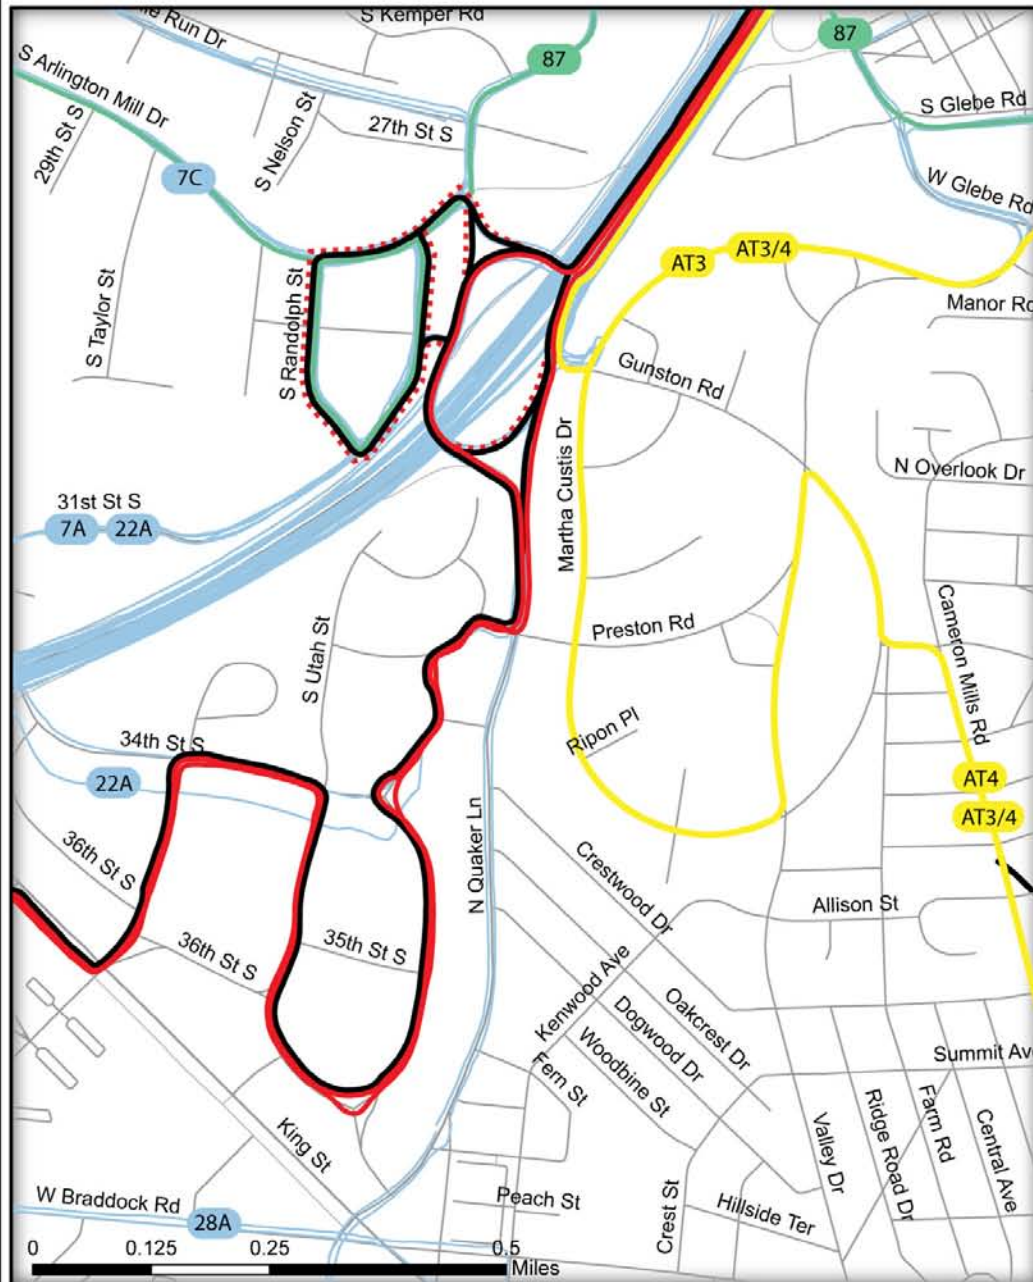 S Kemper Rd
Run Dr
87
87
S Arlington Mill Dr
S Glebe Rd
29th St S
S Nelson St
27th St S
7C
W Glebe Rd
AT3
AT3/4
S Taylor St
S Randolph St
Manor Rd
Gunston Rd
Martha Custis Dr
N Overlook Dr
31st St S
7A
22A
Preston Rd
Cameron Mills Rd
S Utah St
Ripon Pl
34th St S
22A
AT4
AT3/4
N Quaker Ln
36th St S
Crestwood Dr
Allison St
36th St S
35th St S
Kenwood Ave
Oakcrest Dr
Dogwood Dr
Woodbine St
Fern St
Summit Av
King St
Valley Dr
Ridge Road Dr
Farm Rd
Central Ave
W Braddock Rd
28A
Peach St
Crest St
Hillside Ter
0 0.125 0.25 0.5
Miles